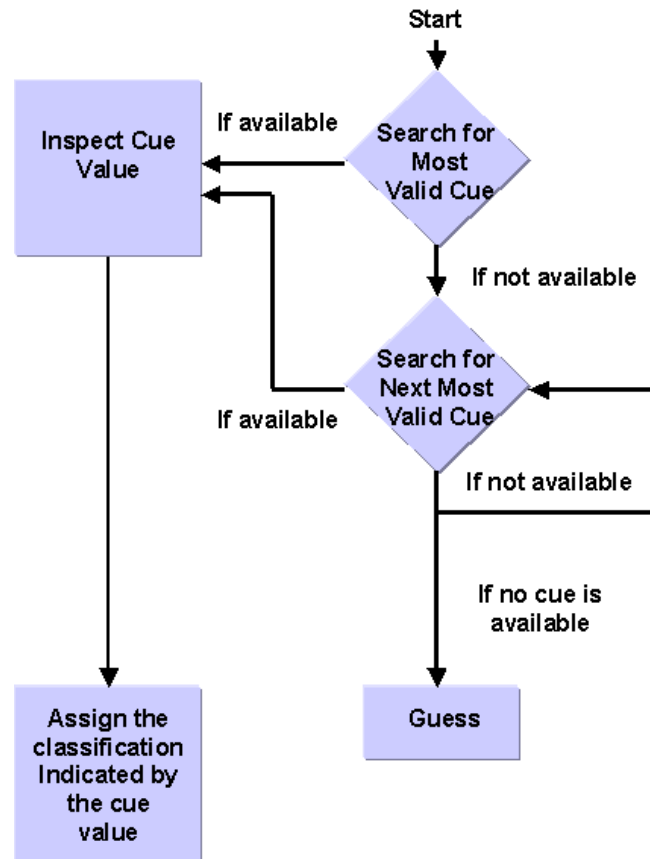 Start
Search for
Most
Valid Cue
If available
Inspect Cue
Value
If not available
Search for
Next Most
Valid Cue
If available
If not available
If no cue is
available
Guess
Assign the
classification
Indicated by
the cue
value